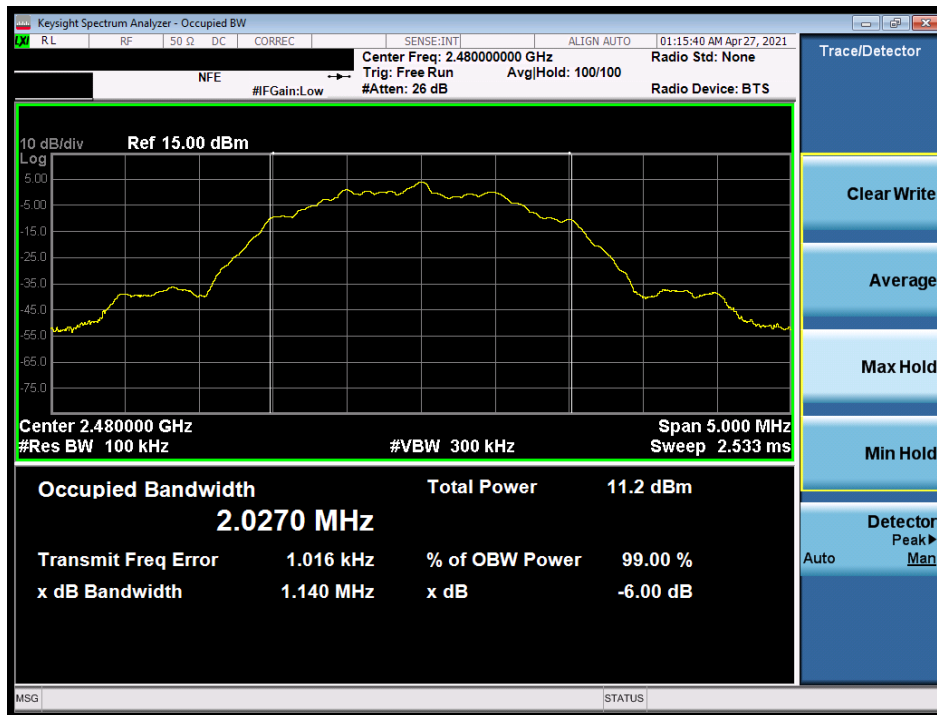 Keysight Spectrum Analyzer - Occupied BW
LXI RL RF 50 Ω DC CORREC SENSE:INT ALIGN AUTO 01:15:40 AM Apr 27, 2021
Center Freq: 2.480000000 GHz Radio Std: None
NFE Trig: Free Run Avg|Hold: 100/100
#IFGain:Low #Atten: 26 dB Radio Device: BTS
10 dB/div Ref 15.00 dBm
Log
5.00
-5.00
-15.0
-25.0
-35.0
-45.0
-55.0
-65.0
-75.0
Center 2.480000 GHz Span 5.000 MHz
#Res BW 100 kHz #VBW 300 kHz Sweep 2.533 ms
Occupied Bandwidth Total Power 11.2 dBm
2.0270 MHz
Transmit Freq Error 1.016 kHz % of OBW Power 99.00 %
x dB Bandwidth 1.140 MHz x dB -6.00 dB
MSG STATUS
Trace/Detector
Clear Write
Average
Max Hold
Min Hold
Detector
Peak▶
Auto Man